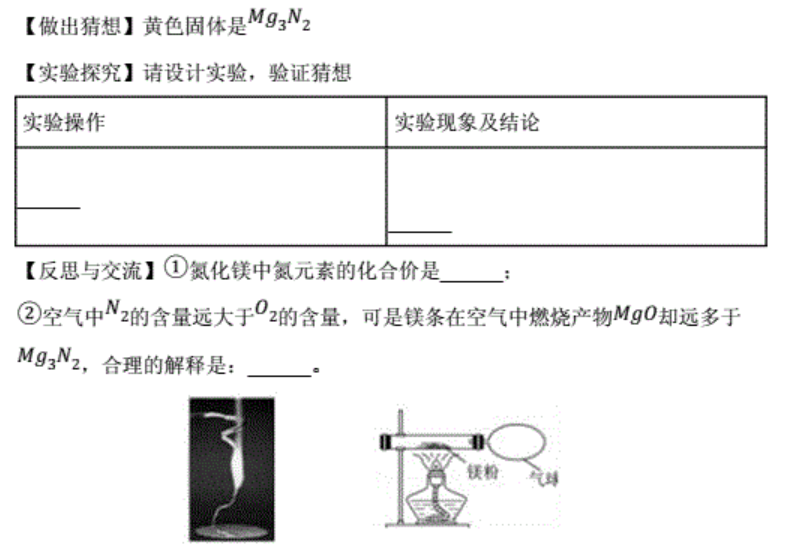 【做出猜想】黄色固体是Mg₃N₂
【实验探究】请设计实验，验证猜想
实验操作 实验现象及结论
______ ______
【反思与交流】①氮化镁中氮元素的化合价是______；
②空气中N₂的含量远大于O₂的含量，可是镁条在空气中燃烧产物MgO却远多于
Mg₃N₂，合理的解释是：______。
镁粉
气球